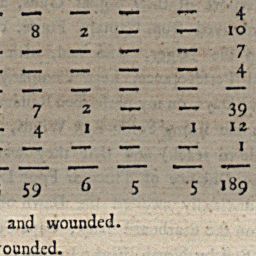 — — — — 4
8 2 — — 10
— — — — 7
— — — — 4
— — — — —
7 2 — — 39
4 1 — 1 12
— — — — 1
59 6 5 5 189
and wounded.
ounded.